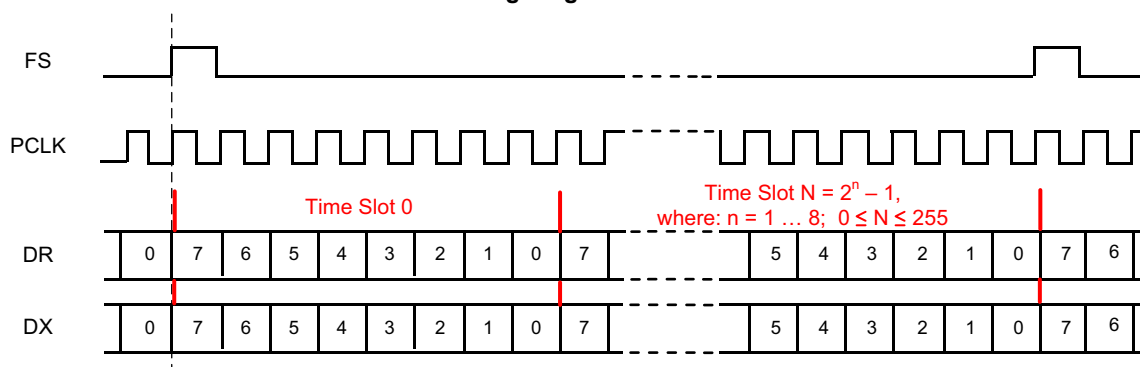 FS
PCLK
Time Slot 0
Time Slot N = 2ⁿ – 1,
where: n = 1 … 8; 0 ≤ N ≤ 255
DR 0 7 6 5 4 3 2 1 0 7 5 4 3 2 1 0 7 6
DX 0 7 6 5 4 3 2 1 0 7 5 4 3 2 1 0 7 6